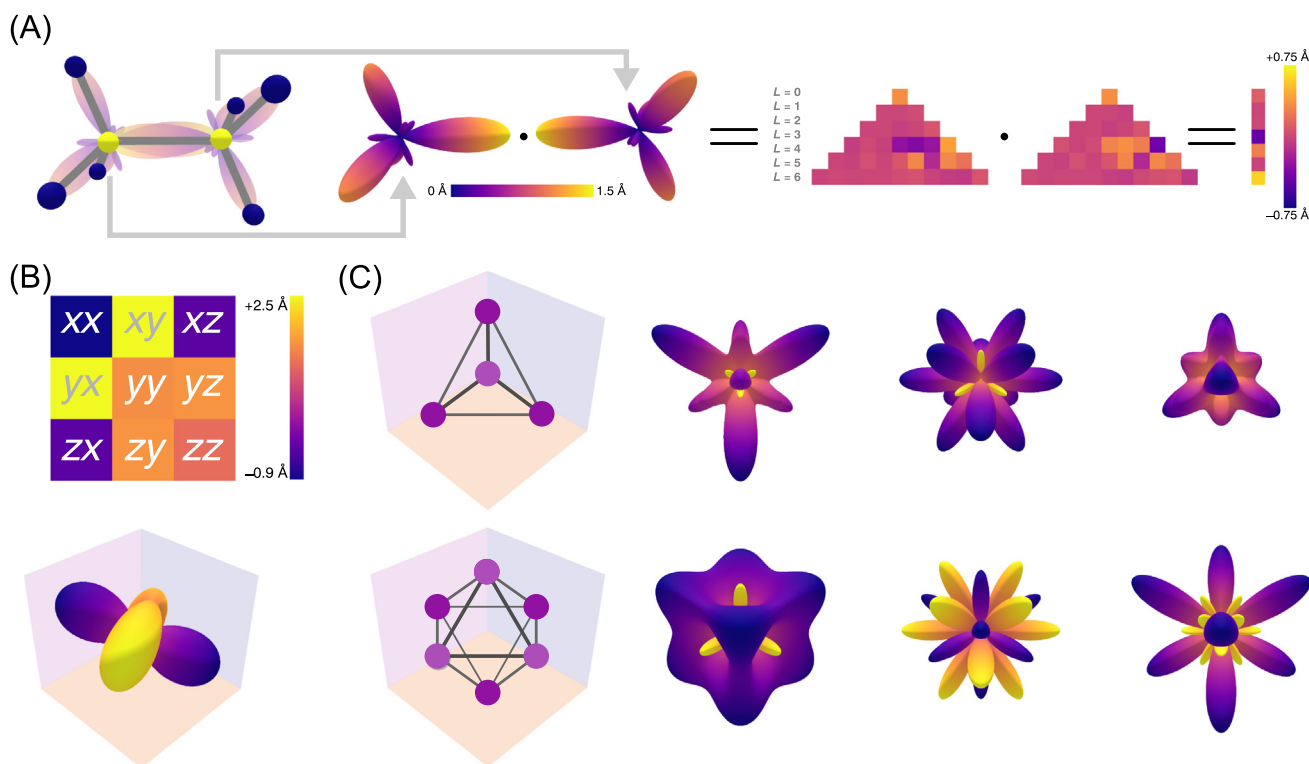 (A)
0 Å 1.5 Å
L = 0
L = 1
L = 2
L = 3
L = 4
L = 5
L = 6
+0.75 Å
−0.75 Å
(B)
xx xy xz
yx yy yz
zx zy zz
+2.5 Å
−0.9 Å
(C)